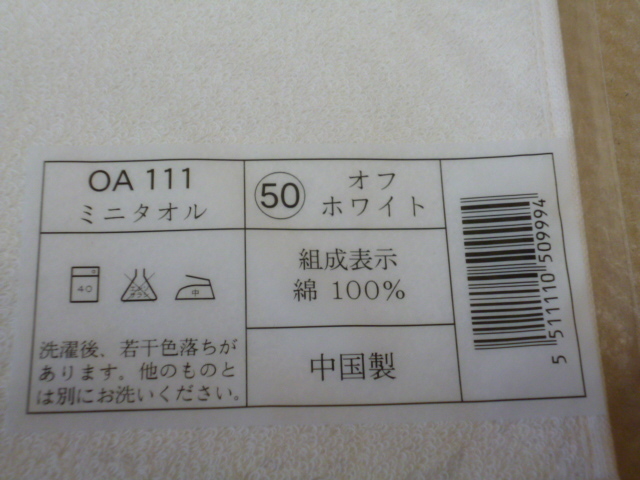 OA 111
ミニタオル
50
オフ
ホワイト
40
中
組成表示
綿 100%
洗濯後、若干色落ちが
あります。他のものと
は別にお洗いください。
中国製
5 511110 509994